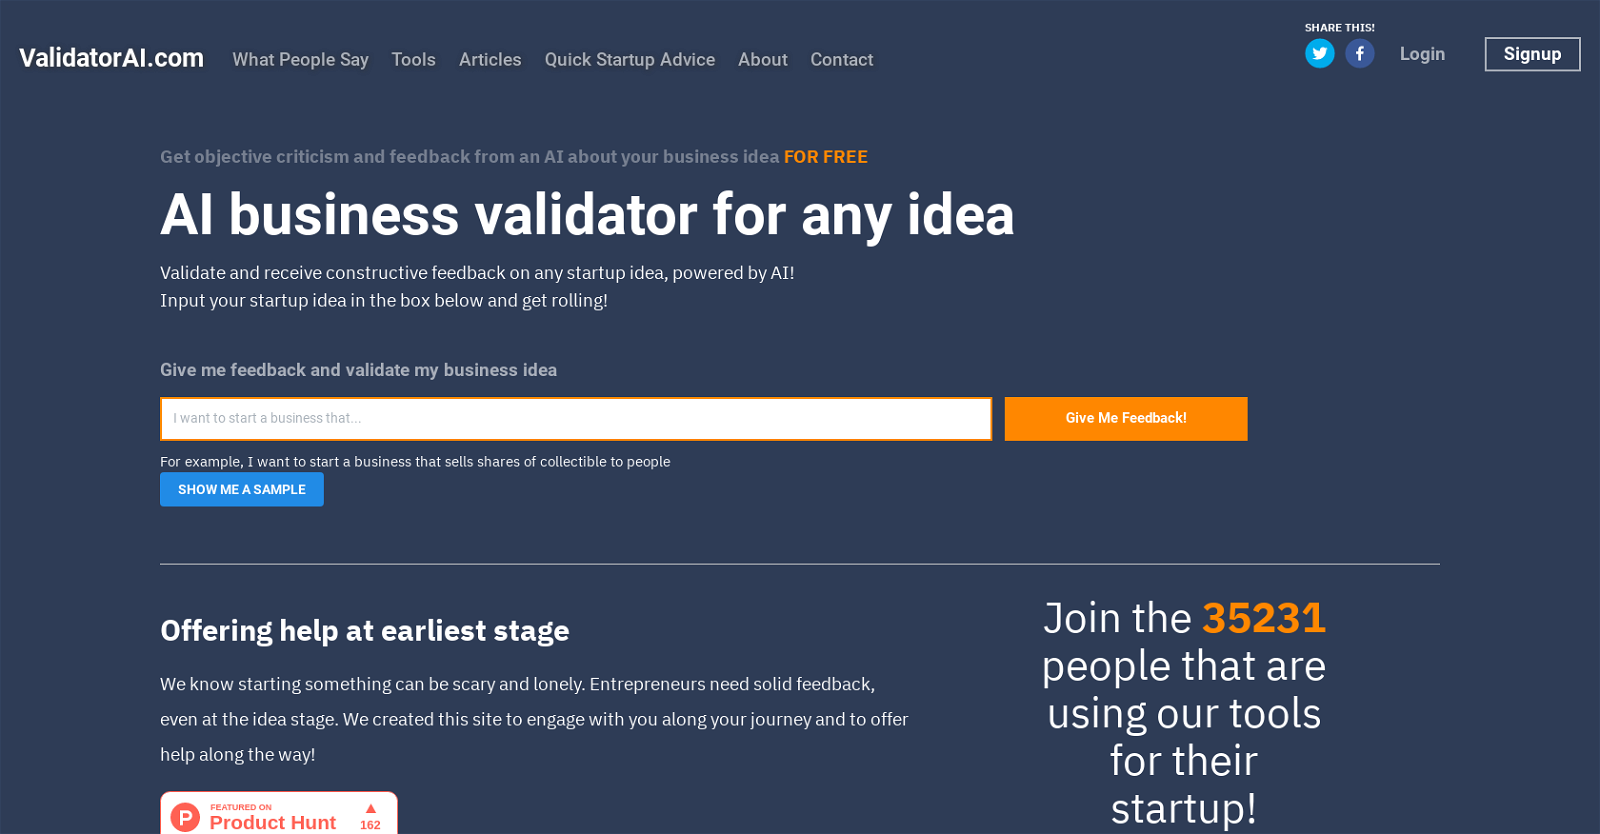 SHARE THIS!
ValidatorAI.com What People Say Tools Articles Quick Startup Advice About Contact Login Signup
Get objective criticism and feedback from an AI about your business idea FOR FREE
AI business validator for any idea
Validate and receive constructive feedback on any startup idea, powered by AI!
Input your startup idea in the box below and get rolling!
Give me feedback and validate my business idea
I want to start a business that... Give Me Feedback!
For example, I want to start a business that sells shares of collectible to people
SHOW ME A SAMPLE
Offering help at earliest stage
We know starting something can be scary and lonely. Entrepreneurs need solid feedback,
even at the idea stage. We created this site to engage with you along your journey and to offer
help along the way!
P FEATURED ON
Product Hunt 162
Join the 35231
people that are
using our tools
for their
startup!